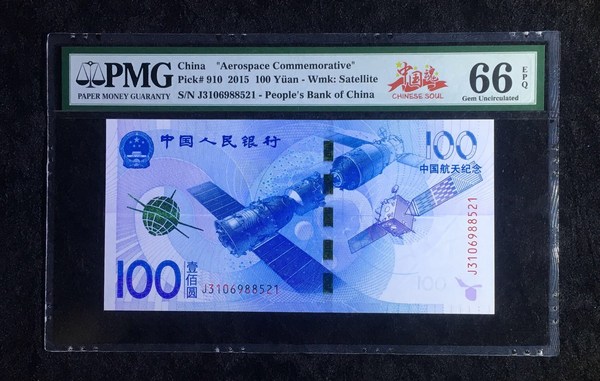 PMG
PAPER MONEY GUARANTY
China "Aerospace Commemorative"
Pick# 910 2015 100 Yüan - Wmk: Satellite
S/N J3106988521 - People's Bank of China
中国魂
CHINESE SOUL
66 EPQ
Gem Uncirculated
中国人民银行
100
中国航天纪念
J3106988521
100 壹佰圆
J3106988521
100